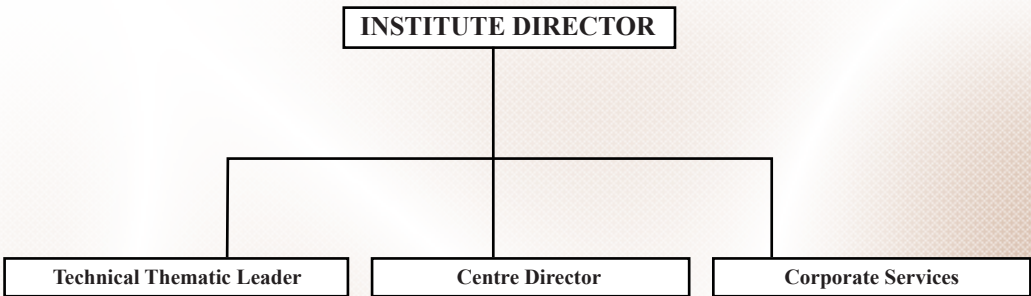 INSTITUTE DIRECTOR
Technical Thematic Leader
Centre Director
Corporate Services